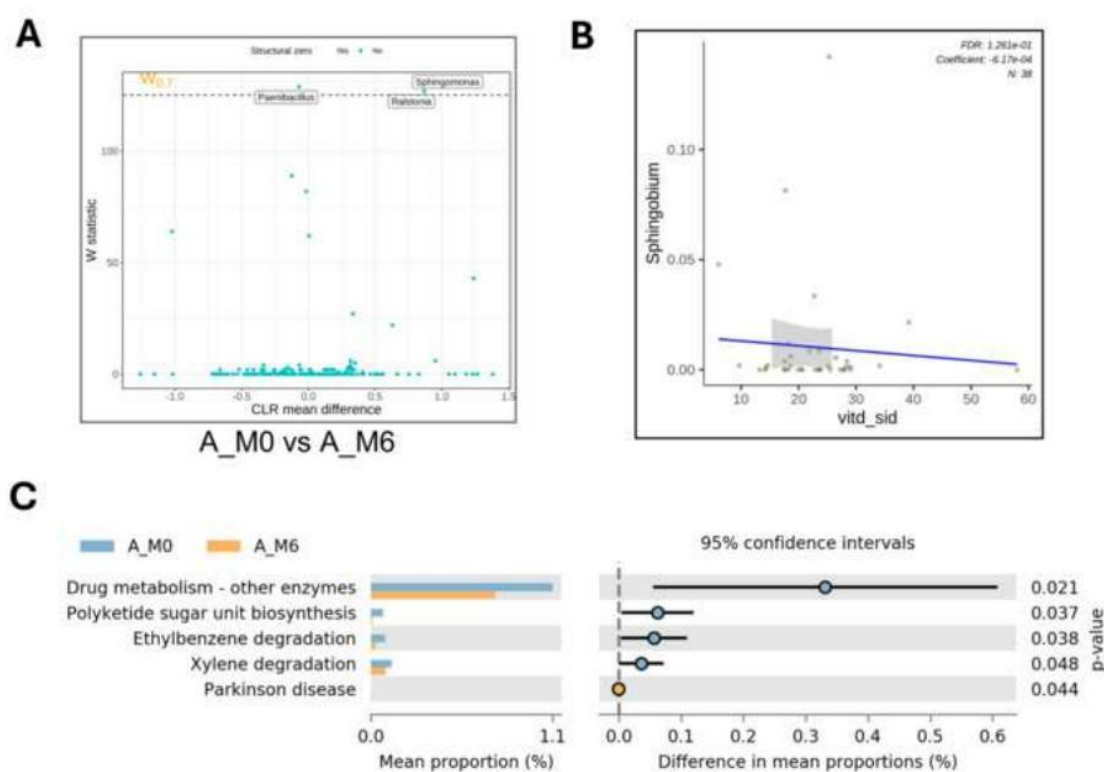 A
Structural zero Yes No
W0.7
Sphingomonas
Paenibacillus
Ralstonia
100
50
0
W statistic
-1.0 -0.5 0.0 0.5 1.0 1.5
CLR mean difference
A_M0 vs A_M6
B
FDR: 1.261e-01
Coefficient: -6.17e-04
N: 38
0.10
0.05
0.00
Sphingobium
10 20 30 40 50 60
vitd_sid
C
A_M0 A_M6
95% confidence intervals
Drug metabolism - other enzymes 0.021
Polyketide sugar unit biosynthesis 0.037
Ethylbenzene degradation 0.038
Xylene degradation 0.048
Parkinson disease 0.044
p-value
0.0 1.1
Mean proportion (%)
0.0 0.1 0.2 0.3 0.4 0.5 0.6
Difference in mean proportions (%)